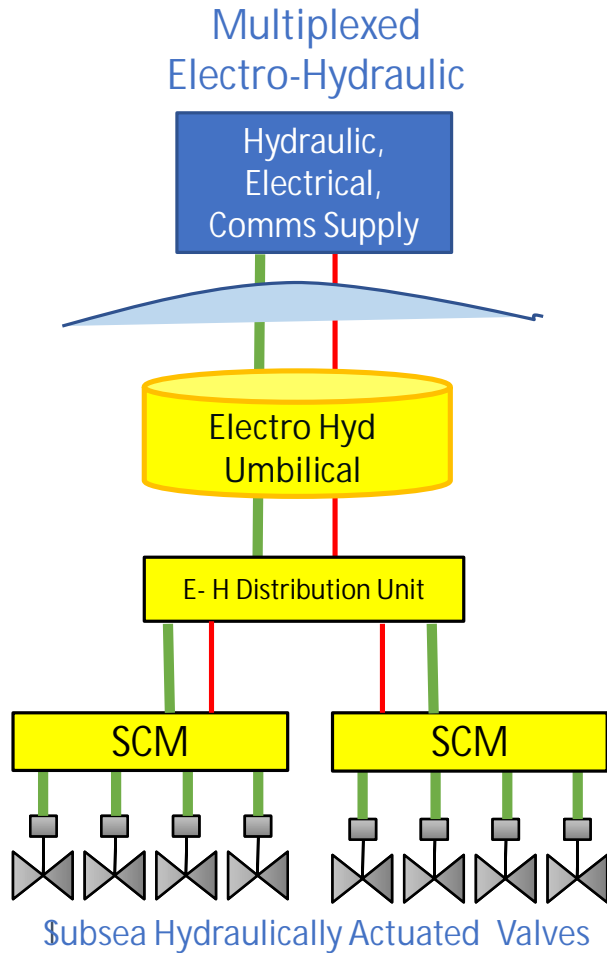 Multiplexed
Electro-Hydraulic
Hydraulic,
Electrical,
Comms Supply
Electro Hyd
Umbilical
E- H Distribution Unit
SCM
SCM
Subsea Hydraulically Actuated Valves